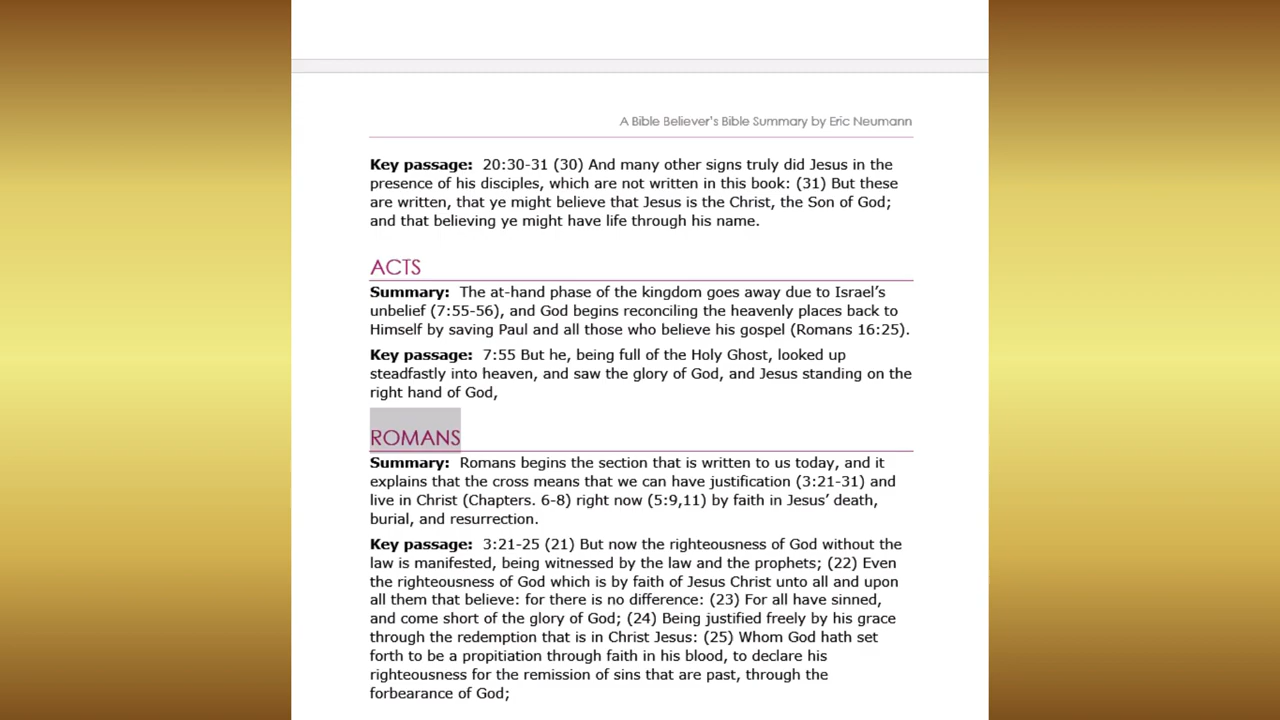 A Bible Believer's Bible Summary by Eric Neumann
Key passage: 20:30-31 (30) And many other signs truly did Jesus in the
presence of his disciples, which are not written in this book: (31) But these
are written, that ye might believe that Jesus is the Christ, the Son of God;
and that believing ye might have life through his name.
ACTS
Summary: The at-hand phase of the kingdom goes away due to Israel's
unbelief (7:55-56), and God begins reconciling the heavenly places back to
Himself by saving Paul and all those who believe his gospel (Romans 16:25).
Key passage: 7:55 But he, being full of the Holy Ghost, looked up
steadfastly into heaven, and saw the glory of God, and Jesus standing on the
right hand of God,
ROMANS
Summary: Romans begins the section that is written to us today, and it
explains that the cross means that we can have justification (3:21-31) and
live in Christ (Chapters. 6-8) right now (5:9,11) by faith in Jesus' death,
burial, and resurrection.
Key passage: 3:21-25 (21) But now the righteousness of God without the
law is manifested, being witnessed by the law and the prophets; (22) Even
the righteousness of God which is by faith of Jesus Christ unto all and upon
all them that believe: for there is no difference: (23) For all have sinned,
and come short of the glory of God; (24) Being justified freely by his grace
through the redemption that is in Christ Jesus: (25) Whom God hath set
forth to be a propitiation through faith in his blood, to declare his
righteousness for the remission of sins that are past, through the
forbearance of God;